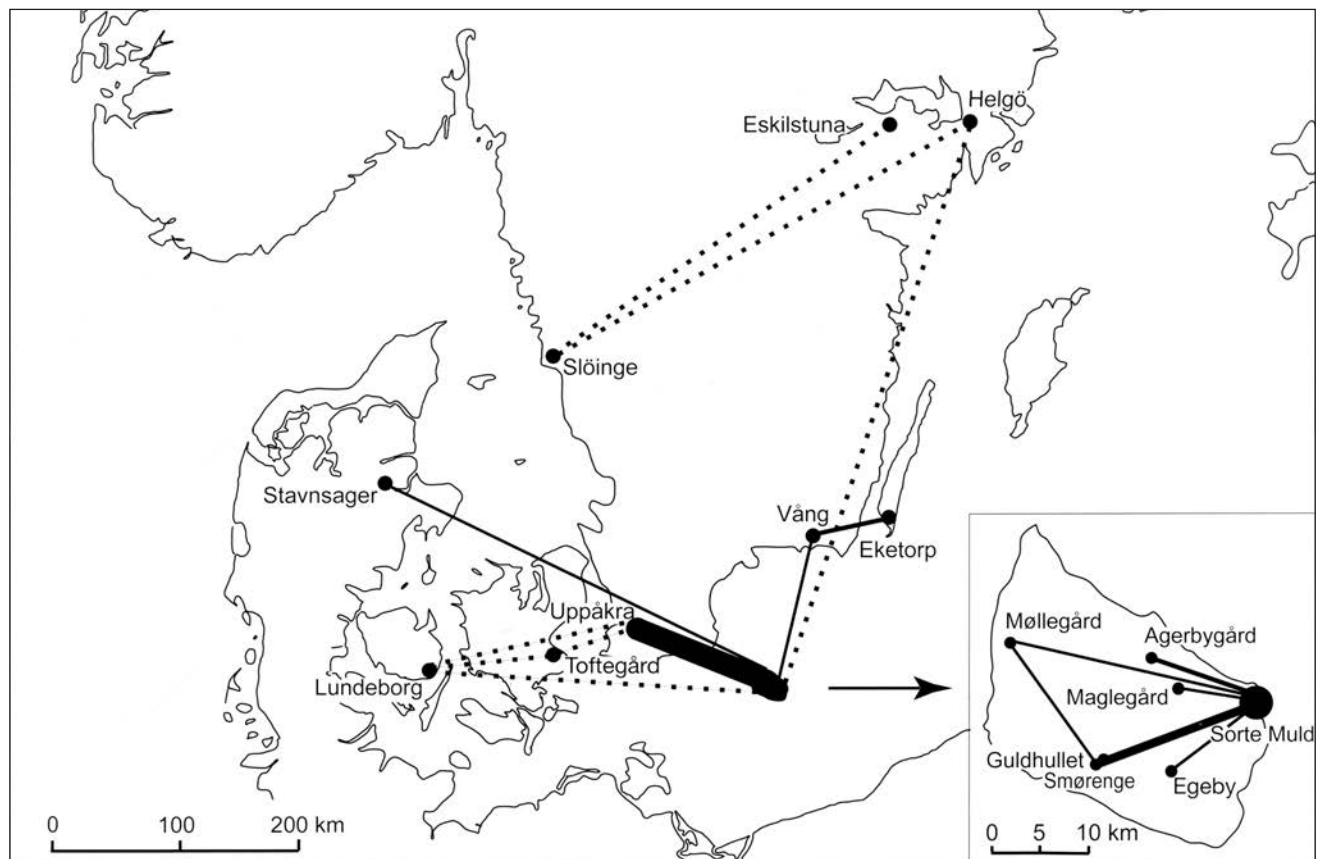 Helgö
Eskilstuna
Slöinge
Stavnsager
Vång
Eketorp
Uppåkra
Toftegård
Lundeborg
Møllegård
Agerbygård
Maglegård
Sorte Muld
Guldhullet
Smørenge
Egeby
0 100 200 km
0 5 10 km